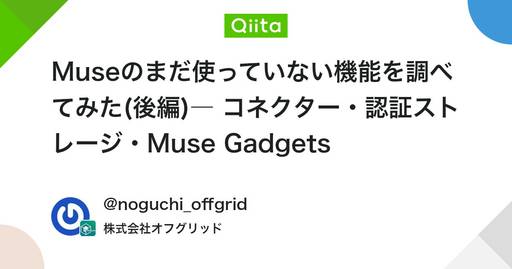 Qiita
Museのまだ使っていない機能を調べ
てみた(後編)― コネクター・認証スト
レージ・Muse Gadgets
@noguchi_offgrid
株式会社オフグリッド